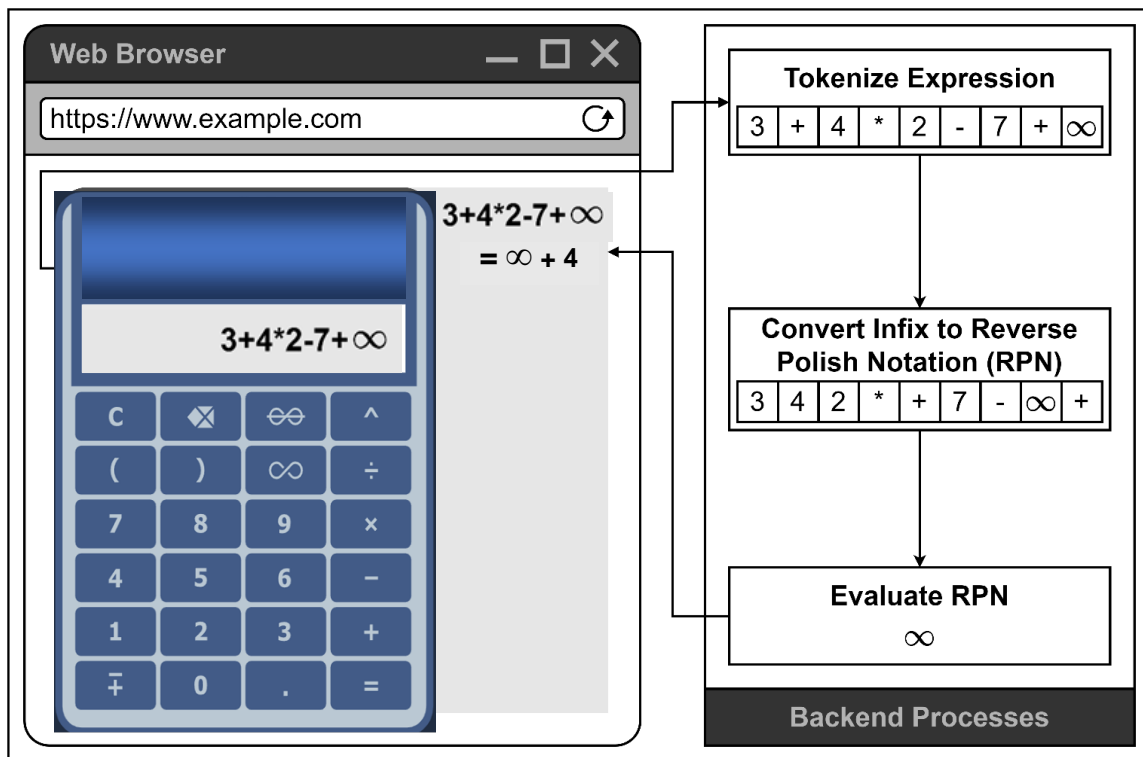 Web Browser
https://www.example.com
3+4*2-7+∞
= ∞ + 4
3+4*2-7+∞
C ^
( ) ∞ ÷
7 8 9 ×
4 5 6 −
1 2 3 +
∓ 0 . =
Tokenize Expression
3 + 4 * 2 - 7 + ∞
Convert Infix to Reverse
Polish Notation (RPN)
3 4 2 * + 7 - ∞ +
Evaluate RPN
∞
Backend Processes